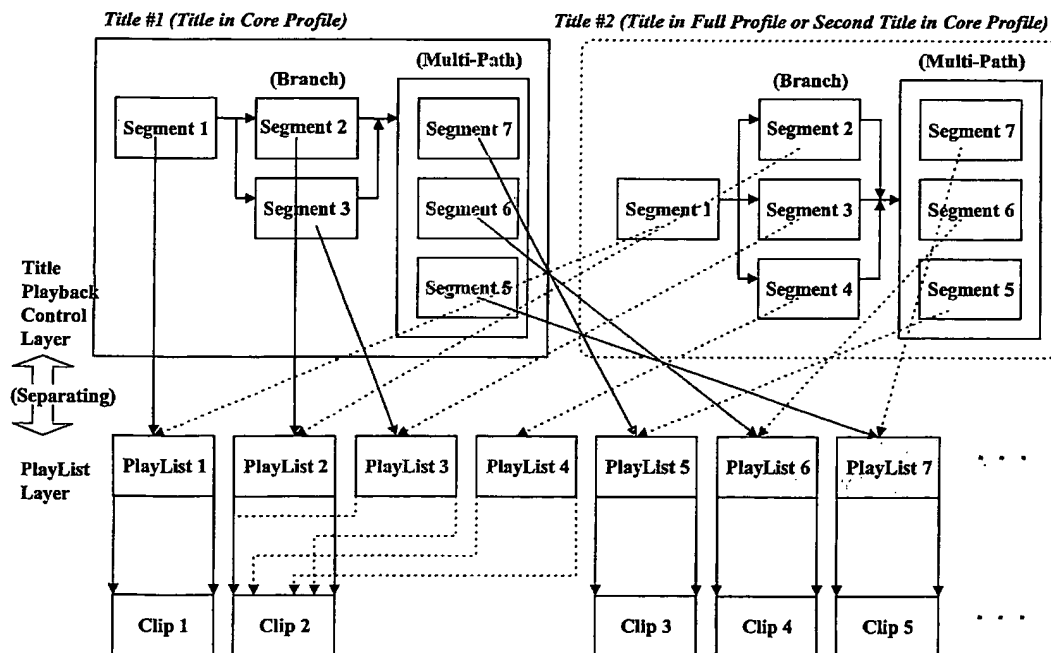 Title #1 (Title in Core Profile)
Title #2 (Title in Full Profile or Second Title in Core Profile)
(Multi-Path)
(Branch)
Segment 1
Segment 2
Segment 7
Segment 3
Segment 6
Segment 5
(Multi-Path)
(Branch)
Segment 2
Segment 7
Segment 1
Segment 3
Segment 6
Segment 4
Segment 5
Title
Playback
Control
Layer
(Separating)
PlayList
Layer
PlayList 1
PlayList 2
PlayList 3
PlayList 4
PlayList 5
PlayList 6
PlayList 7
. . .
Clip 1
Clip 2
Clip 3
Clip 4
Clip 5
. . .